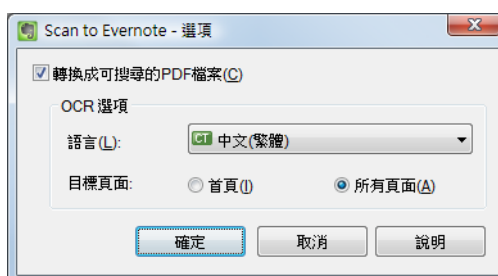 Scan to Evernote - 選項
轉換成可搜尋的PDF檔案(C)
OCR 選項
語言(L): CT 中文(繁體)
目標頁面: 首頁(I) 所有頁面(A)
確定 取消 說明